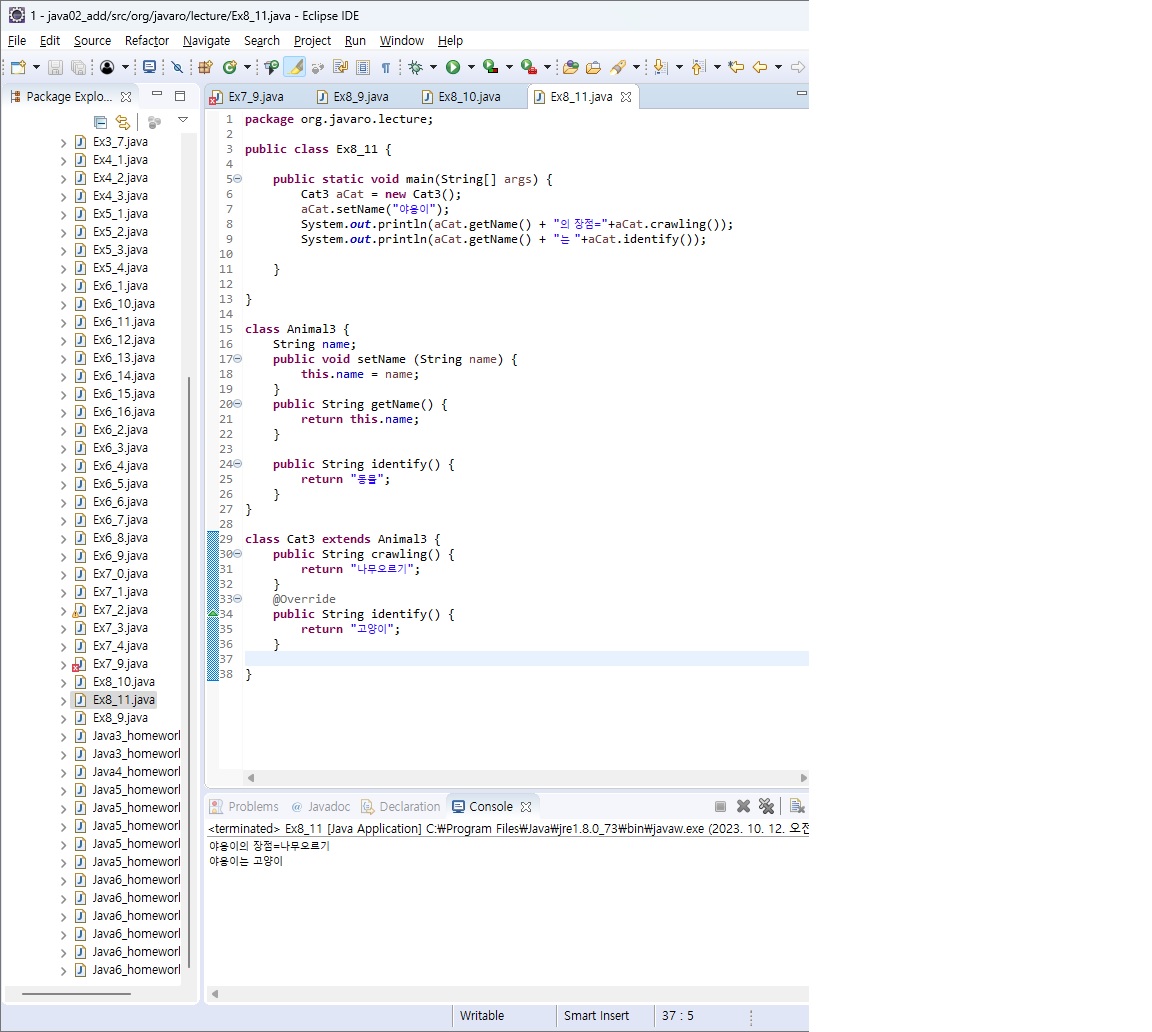 1 - java02_add/src/org/javaro/lecture/Ex8_11.java - Eclipse IDE
File Edit Source Refactor Navigate Search Project Run Window Help
Package Explo...
Ex7_9.java Ex8_9.java Ex8_10.java Ex8_11.java
Ex3_7.java
Ex4_1.java
Ex4_2.java
Ex4_3.java
Ex5_1.java
Ex5_2.java
Ex5_3.java
Ex5_4.java
Ex6_1.java
Ex6_10.java
Ex6_11.java
Ex6_12.java
Ex6_13.java
Ex6_14.java
Ex6_15.java
Ex6_16.java
Ex6_2.java
Ex6_3.java
Ex6_4.java
Ex6_5.java
Ex6_6.java
Ex6_7.java
Ex6_8.java
Ex6_9.java
Ex7_0.java
Ex7_1.java
Ex7_2.java
Ex7_3.java
Ex7_4.java
Ex7_9.java
Ex8_10.java
Ex8_11.java
Ex8_9.java
Java3_homeworl
Java3_homeworl
Java4_homeworl
Java5_homeworl
Java5_homeworl
Java5_homeworl
Java5_homeworl
Java5_homeworl
Java6_homeworl
Java6_homeworl
Java6_homeworl
Java6_homeworl
Java6_homeworl
Java6_homeworl
1 package org.javaro.lecture;
2
3 public class Ex8_11 {
4
5 public static void main(String[] args) {
6 Cat3 aCat = new Cat3();
7 aCat.setName("야옹이");
8 System.out.println(aCat.getName() + "의 장점="+aCat.crawling());
9 System.out.println(aCat.getName() + "는 "+aCat.identify());
10
11 }
12
13 }
14
15 class Animal3 {
16 String name;
17 public void setName (String name) {
18 this.name = name;
19 }
20 public String getName() {
21 return this.name;
22 }
23
24 public String identify() {
25 return "동물";
26 }
27 }
28
29 class Cat3 extends Animal3 {
30 public String crawling() {
31 return "나무오르기";
32 }
33 @Override
34 public String identify() {
35 return "고양이";
36 }
37
38 }
Problems @ Javadoc Declaration Console
<terminated> Ex8_11 [Java Application] C:₩Program Files₩Java₩jre1.8.0_73₩bin₩javaw.exe (2023. 10. 12. 오전
야옹이의 장점=나무오르기
야옹이는 고양이
Writable Smart Insert 37 : 5